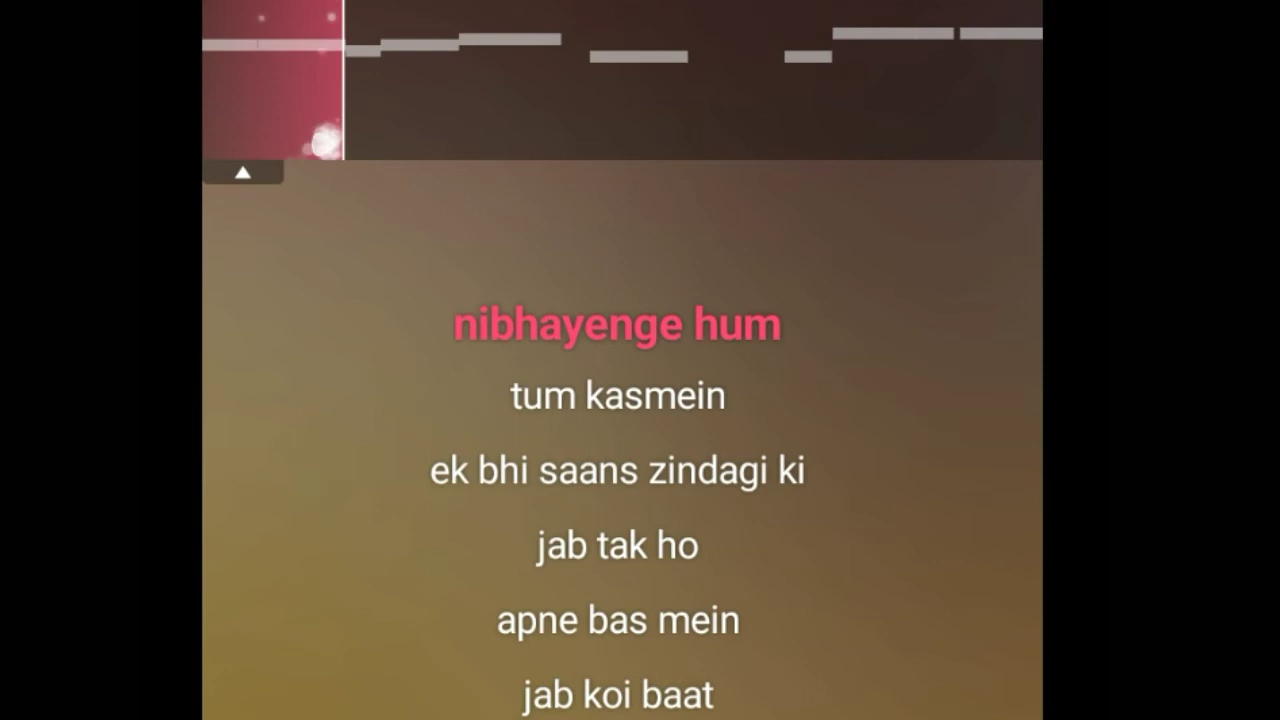 nibhayenge hum
tum kasmein
ek bhi saans zindagi ki
jab tak ho
apne bas mein
jab koi baat